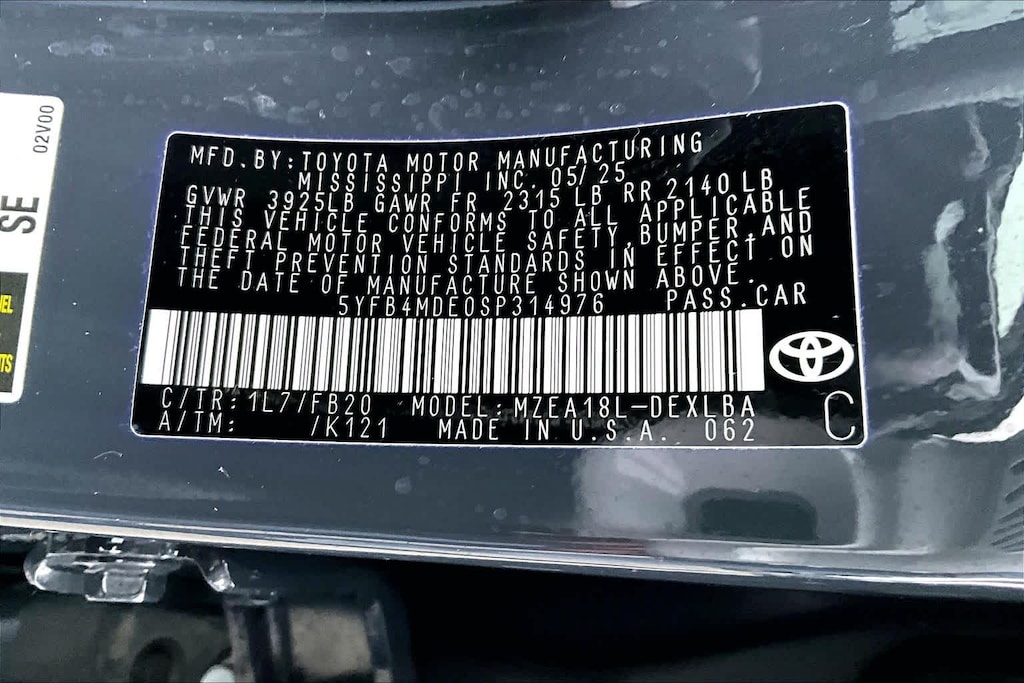 02V00
SE
MFD.BY:TOYOTA MOTOR MANUFACTURING
MISSISSIPPI INC. 05/25
GVWR 3925LB GAWR FR 2315 LB RR 2140LB
THIS VEHICLE CONFORMS TO ALL APPLICABLE
FEDERAL MOTOR VEHICLE SAFETY,BUMPER,AND
THEFT PREVENTION STANDARDS IN EFFECT ON
THE DATE OF MANUFACTURE SHOWN ABOVE.
5YFB4MDE0SP314976 PASS.CAR
C/TR:1L7/FB20 MODEL:MZEA18L-DEXLBA
A/TM: /K121 MADE IN U.S.A. 062
C